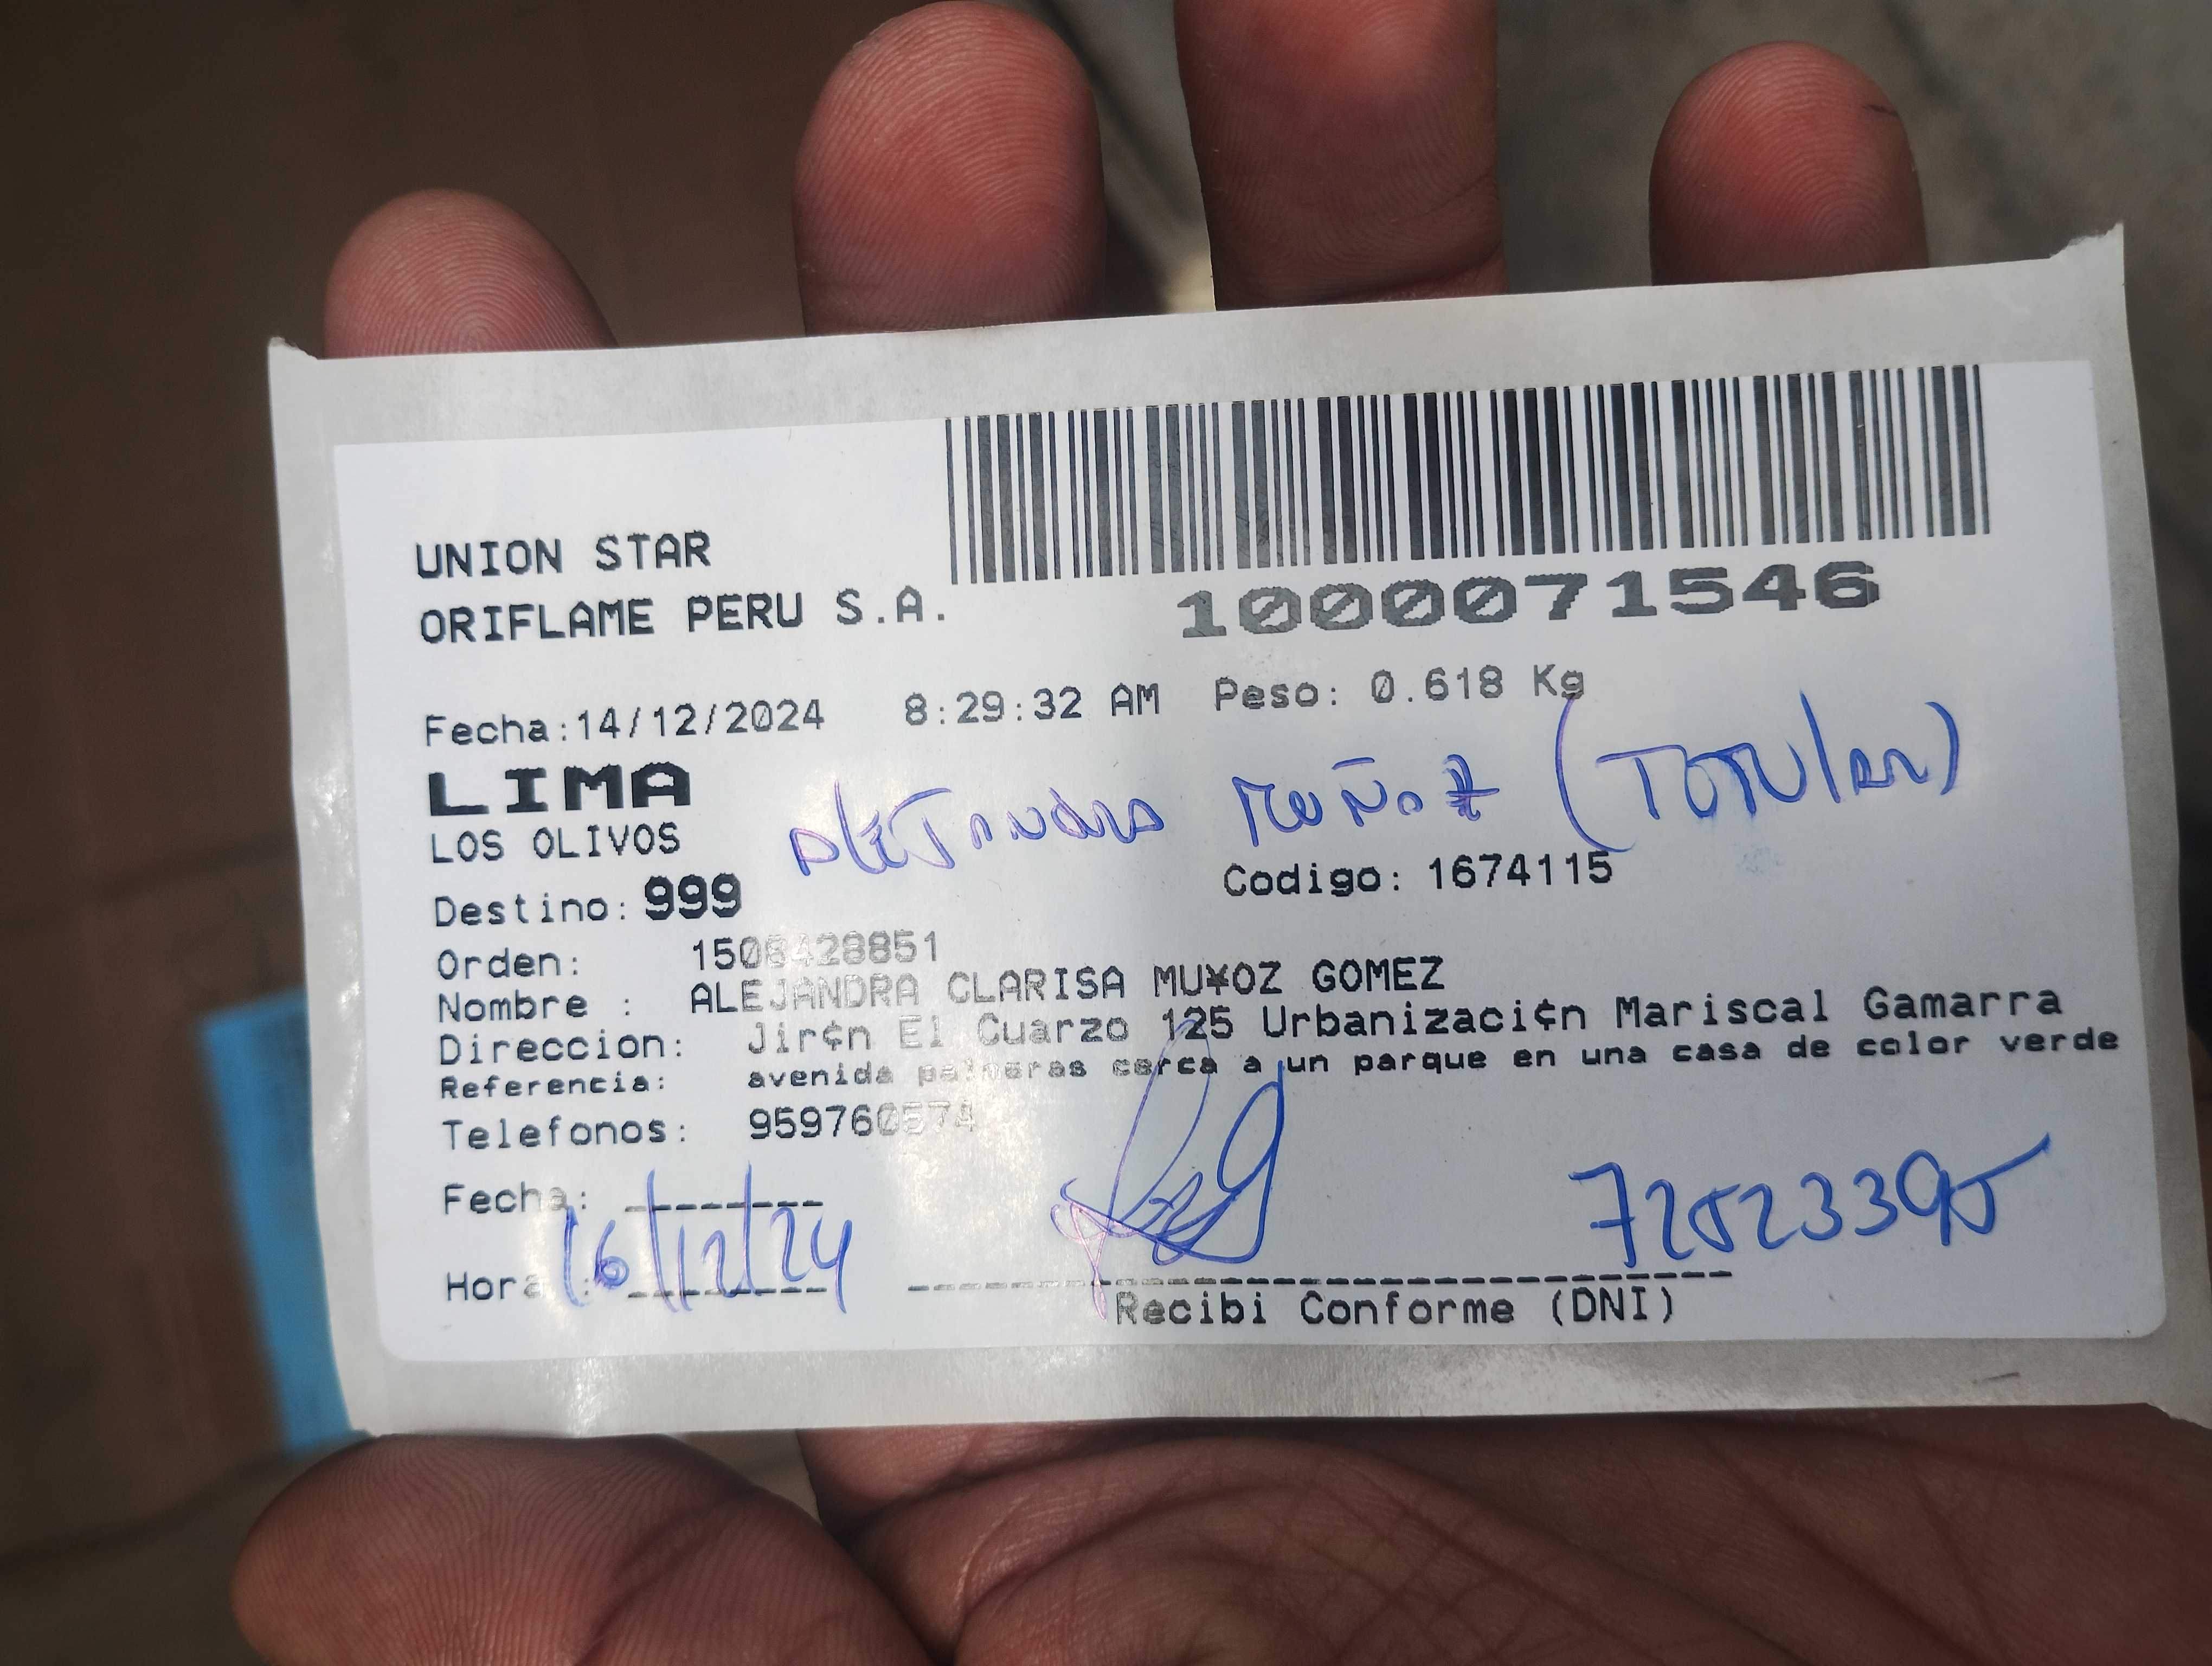 UNION STAR
ORIFLAME PERU S.A.
1000071546
Fecha:14/12/2024 8:29:32 AM Peso: 0.618 Kg
LIMA
LOS OLIVOS
ALEJANDRA MUÑOZ (TITULAR)
Destino: 999 Codigo: 1674115
Orden: 1508428851
Nombre : ALEJANDRA CLARISA MU¥OZ GOMEZ
Direccion: Jir¢n El Cuarzo 125 Urbanizaci¢n Mariscal Gamarra
Referencia: avenida palmeras cerca a un parque en una casa de color verde
Telefonos: 959760574
Fecha: 16/12/24
72523395
Hora :
Recibi Conforme (DNI)